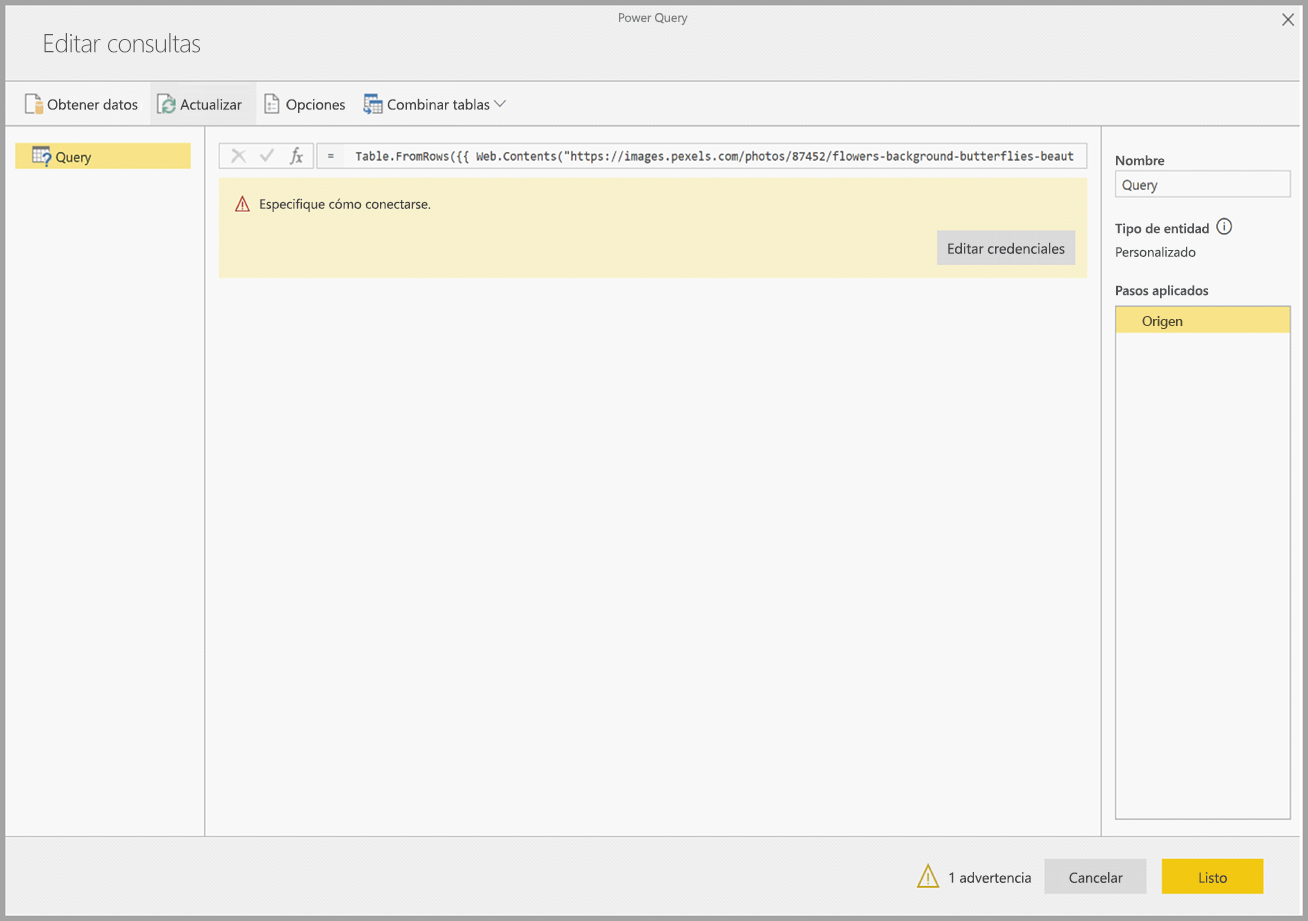 Power Query
Editar consultas
Obtener datos Actualizar Opciones Combinar tablas
Query
fx = Table.FromRows({{ Web.Contents("https://images.pexels.com/photos/87452/flowers-background-butterflies-beaut
Especifique cómo conectarse.
Editar credenciales
Nombre
Query
Tipo de entidad
Personalizado
Pasos aplicados
Origen
1 advertencia Cancelar Listo